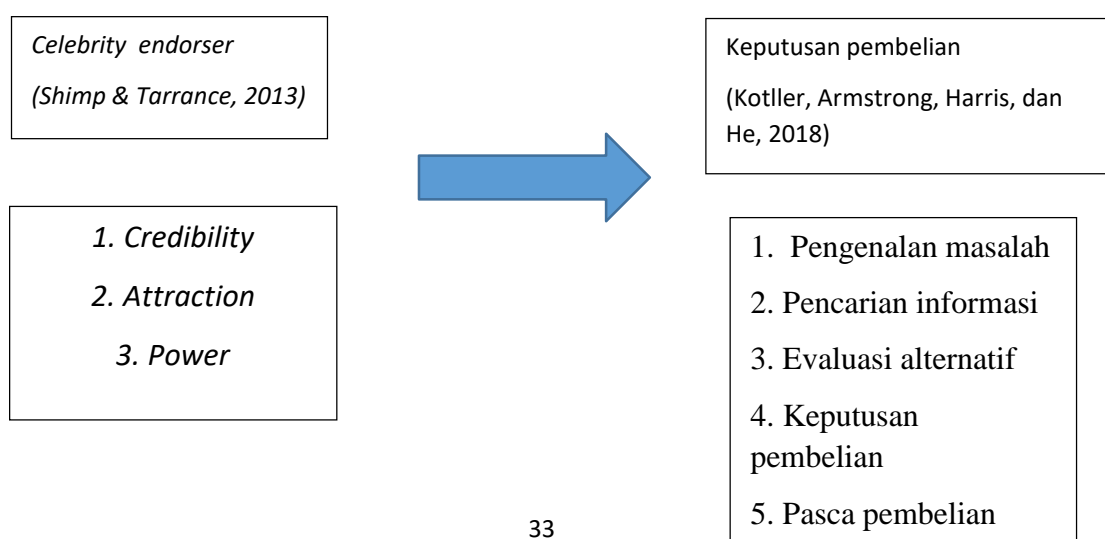 Celebrity endorser
(Shimp & Tarrance, 2013)
1. Credibility
2. Attraction
3. Power
Keputusan pembelian
(Kotller, Armstrong, Harris, dan
He, 2018)
1. Pengenalan masalah
2. Pencarian informasi
3. Evaluasi alternatif
4. Keputusan
pembelian
5. Pasca pembelian
33